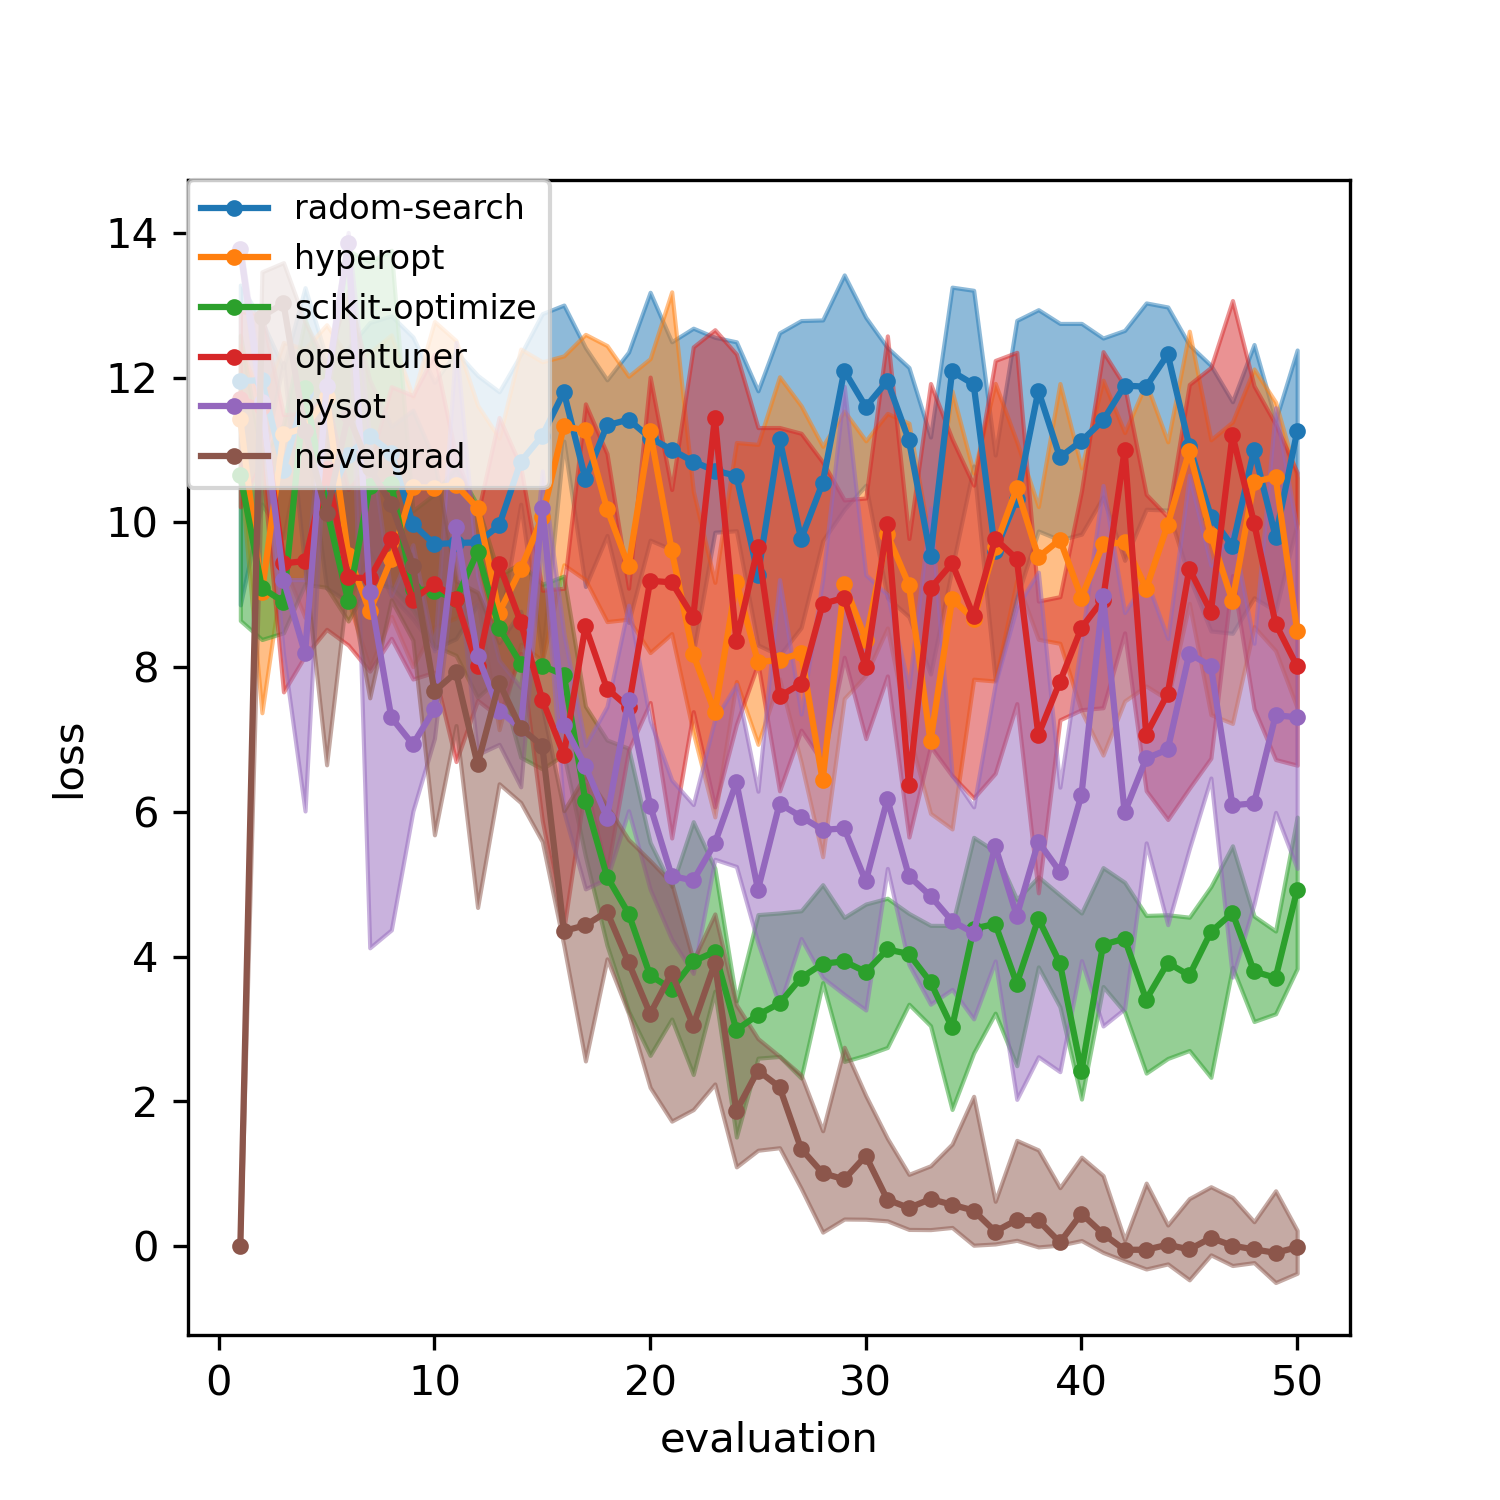 radom-search
hyperopt
scikit-optimize
opentuner
pysot
nevergrad
14
12
10
8
6
4
2
0
loss
0 10 20 30 40 50
evaluation